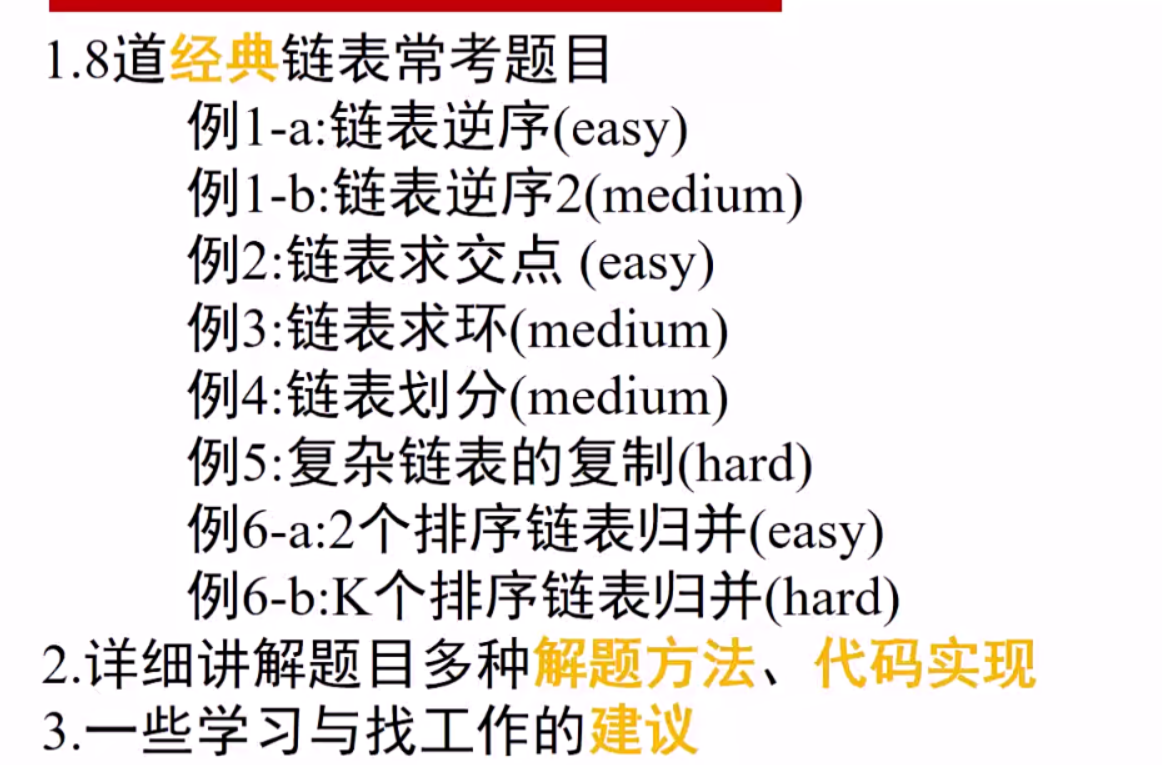 1.8道经典链表常考题目
例1-a:链表逆序(easy)
例1-b:链表逆序2(medium)
例2:链表求交点 (easy)
例3:链表求环(medium)
例4:链表划分(medium)
例5:复杂链表的复制(hard)
例6-a:2个排序链表归并(easy)
例6-b:K个排序链表归并(hard)
2.详细讲解题目多种解题方法、代码实现
3.一些学习与找工作的建议